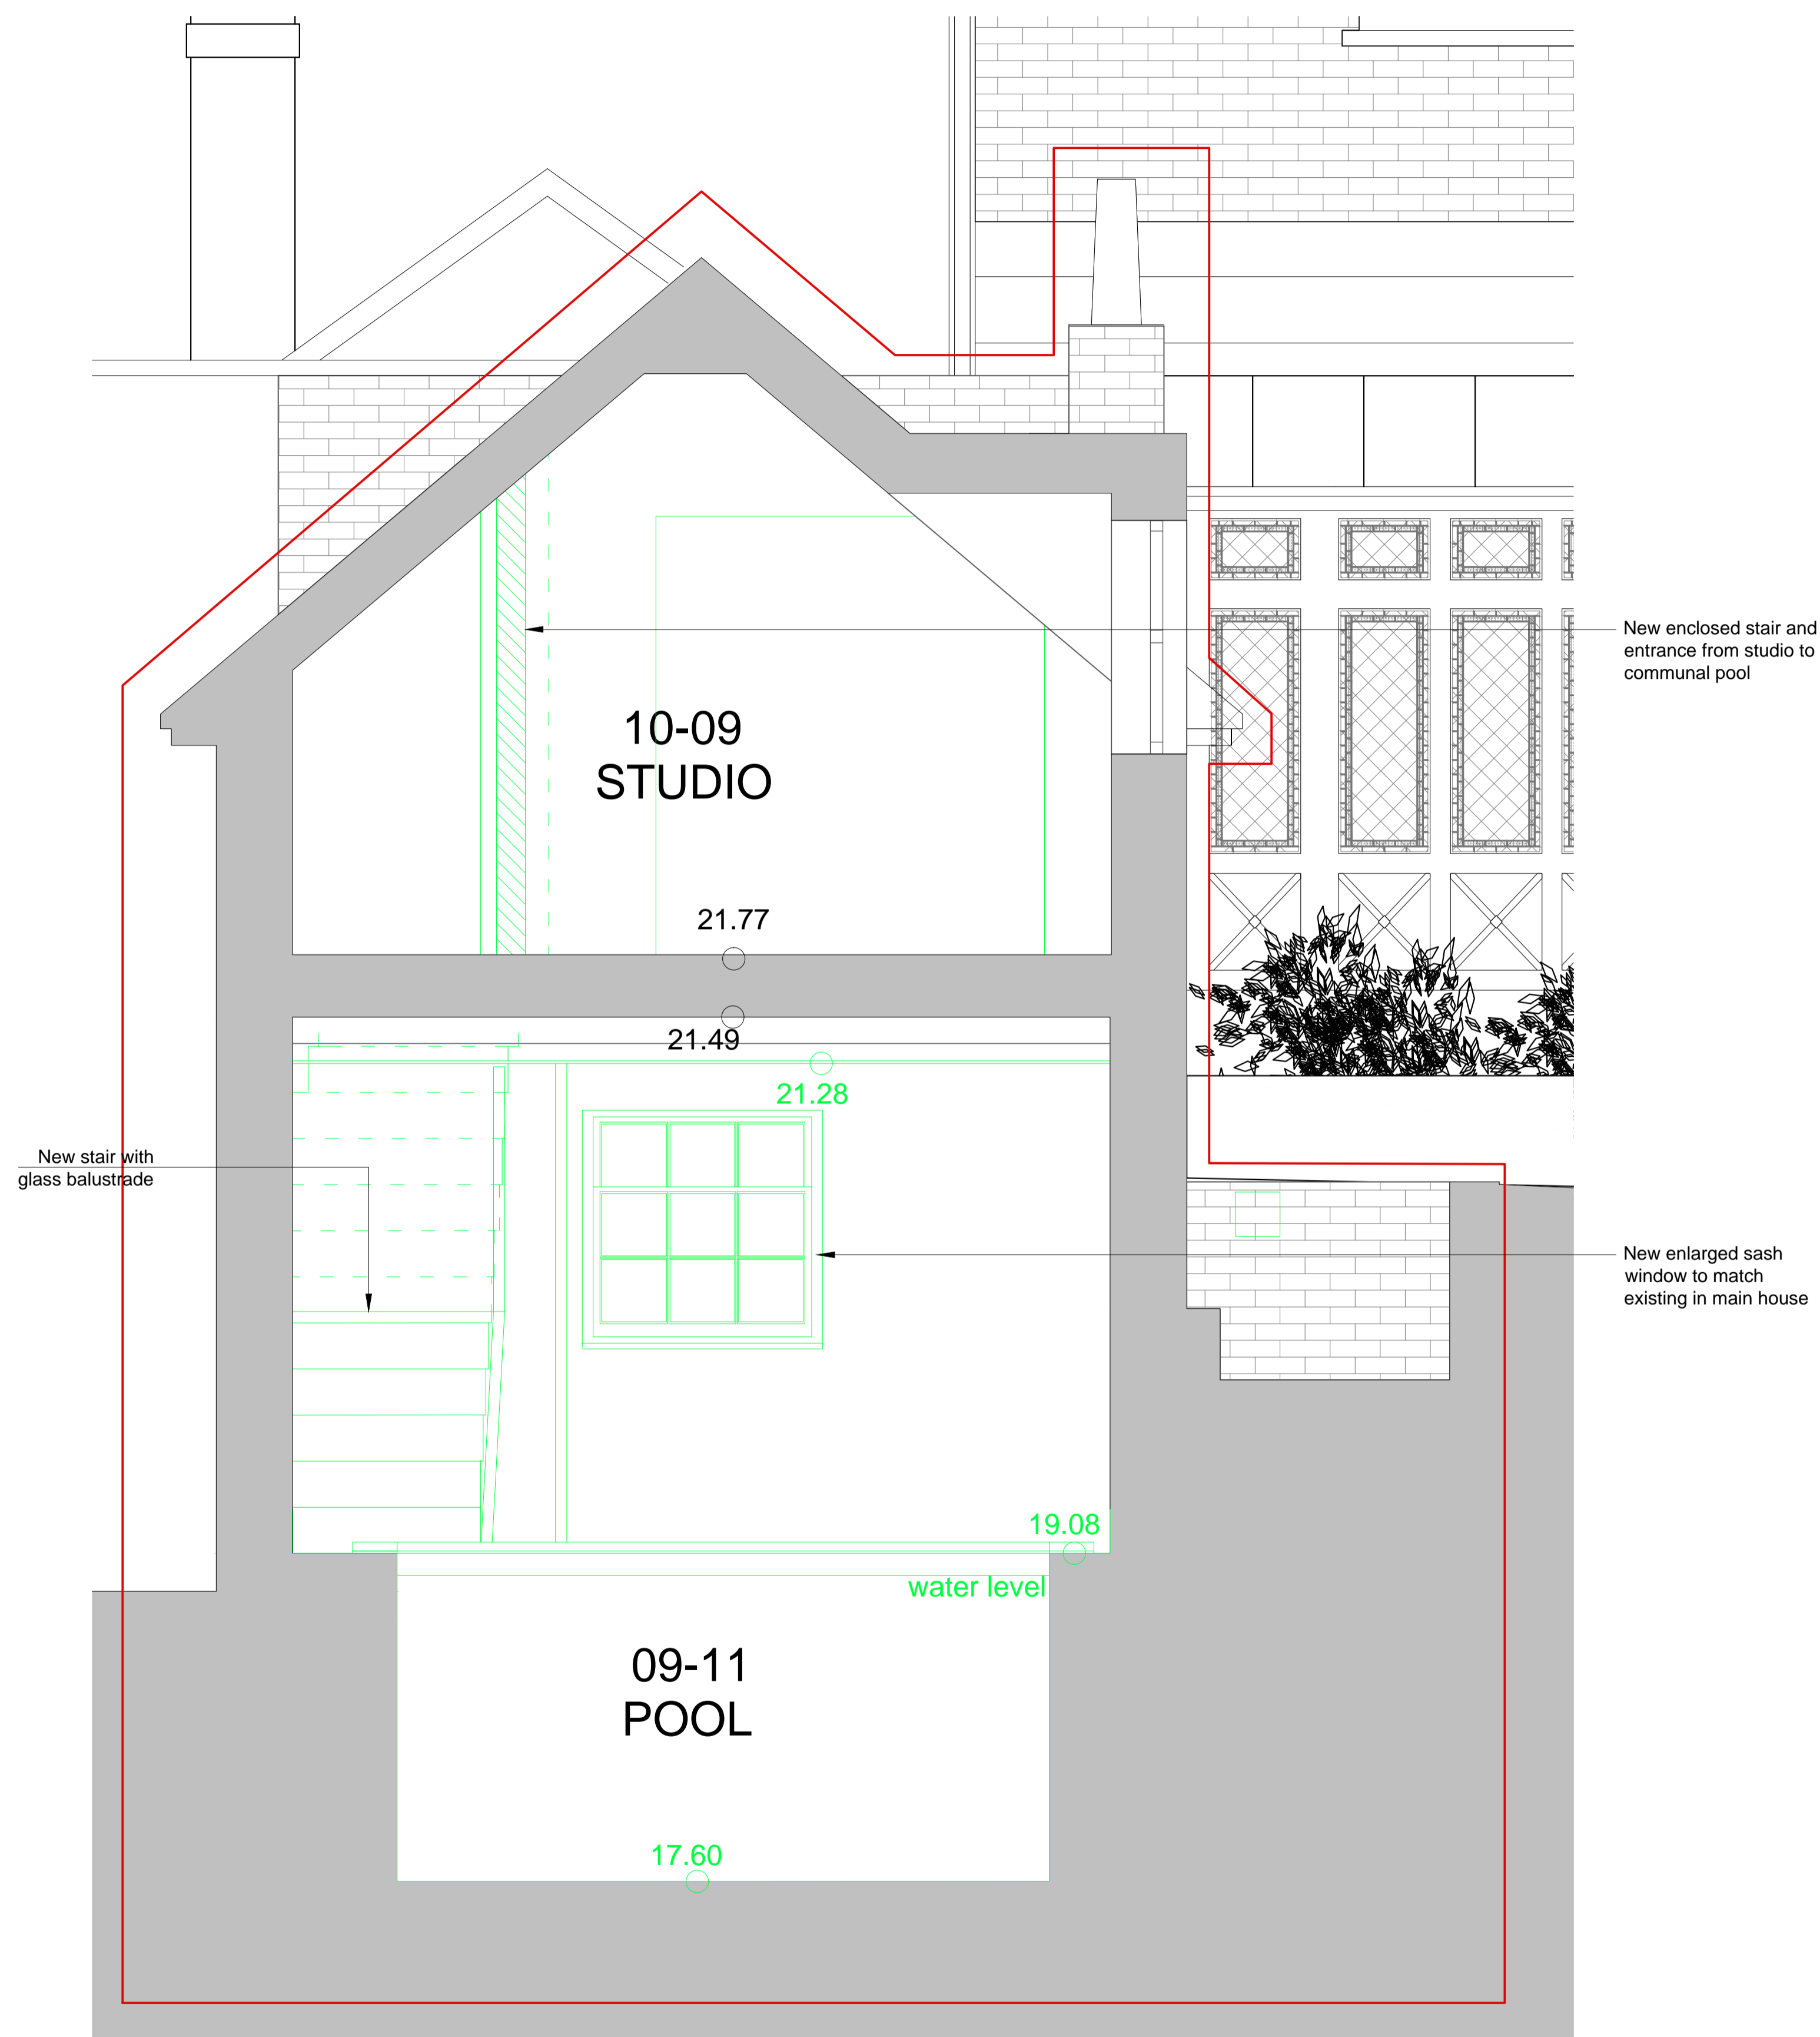 New enclosed stair and
entrance from studio to
communal pool
10-09
STUDIO
21.77
21.49
21.28
New stair with
glass balustrade
New enlarged sash
window to match
existing in main house
19.08
water level
09-11
POOL
17.60